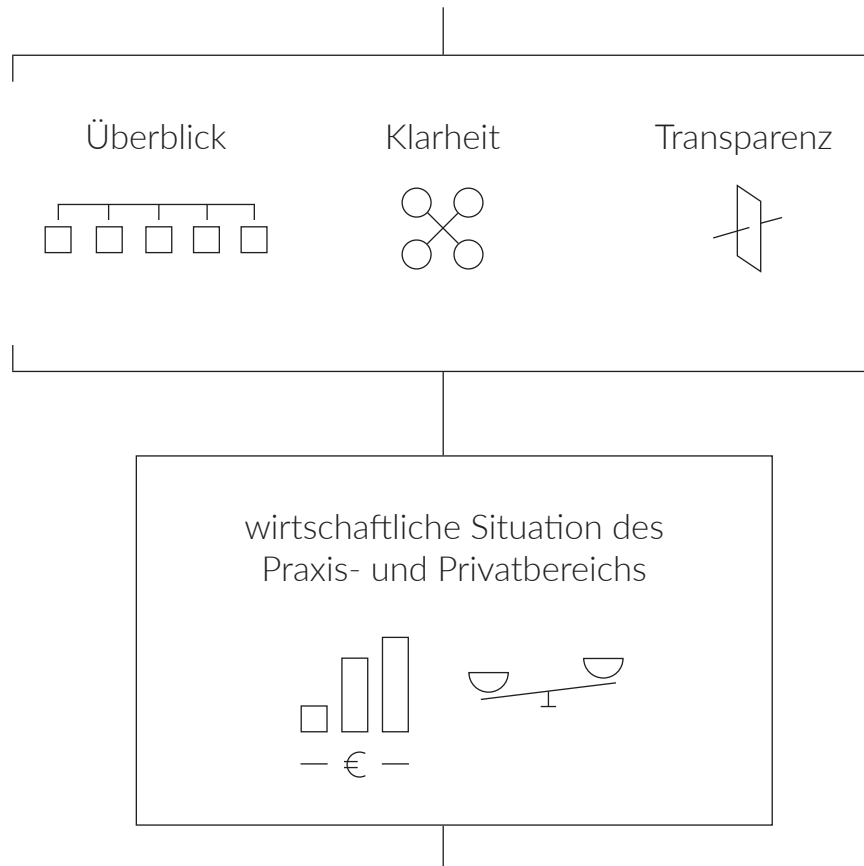 Überblick Klarheit Transparenz
wirtschaftliche Situation des
Praxis- und Privatbereichs
€